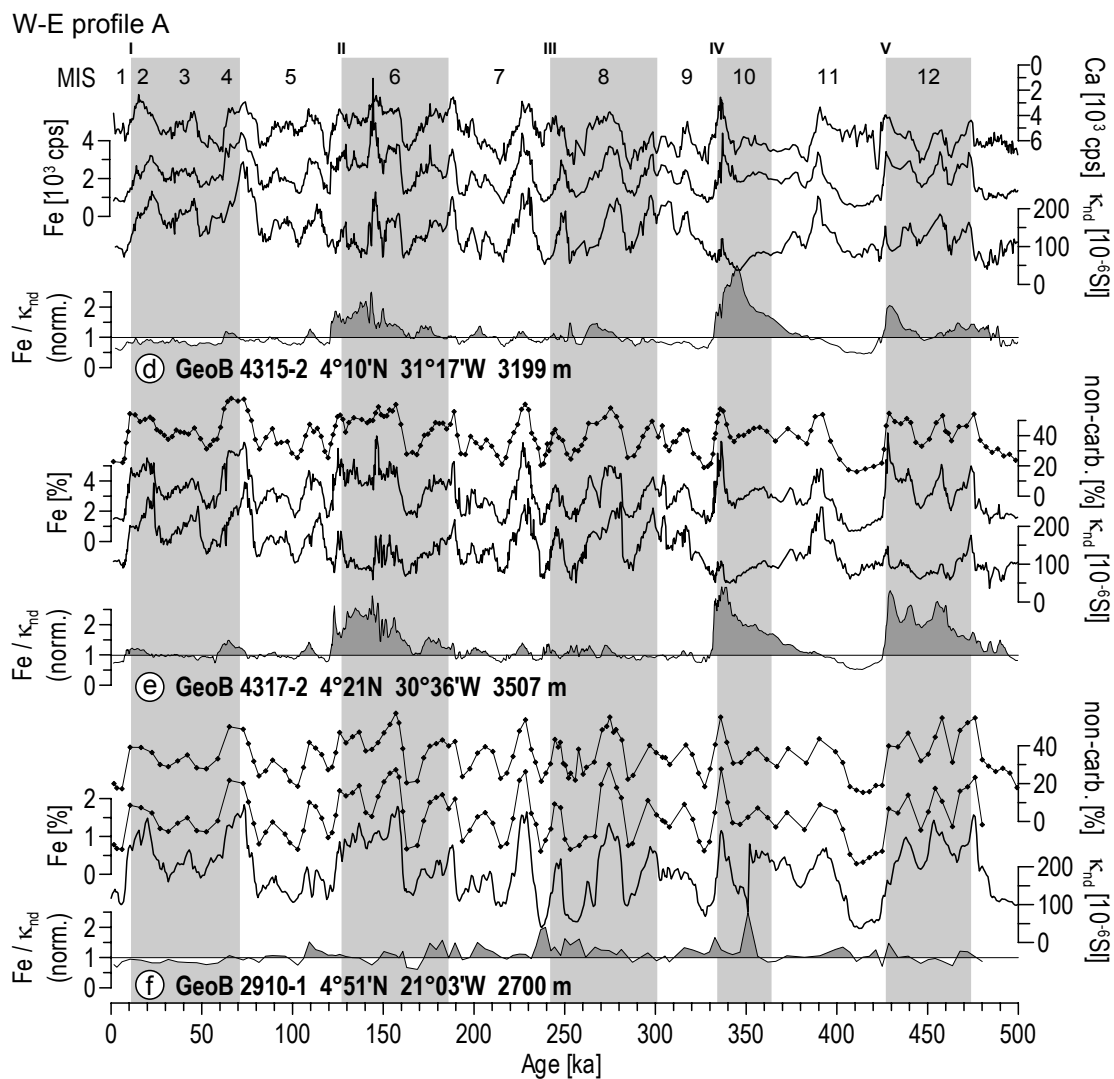 W-E profile A
I II III IV V
MIS 1 2 3 4 5 6 7 8 9 10 11 12
Fe [10³ cps]
4
2
0
Ca [10³ cps]
0
2
4
6
κnd [10⁻⁶SI]
200
100
0
Fe / κnd (norm.)
2
1
0
d GeoB 4315-2 4°10'N 31°17'W 3199 m
non-carb. [%]
40
20
0
Fe [%]
4
2
0
κnd [10⁻⁶SI]
200
100
0
Fe / κnd (norm.)
2
1
0
e GeoB 4317-2 4°21N 30°36'W 3507 m
non-carb. [%]
40
20
0
Fe [%]
2
1
0
κnd [10⁻⁶SI]
200
100
0
Fe / κnd (norm.)
2
1
0
f GeoB 2910-1 4°51'N 21°03'W 2700 m
0 50 100 150 200 250 300 350 400 450 500
Age [ka]